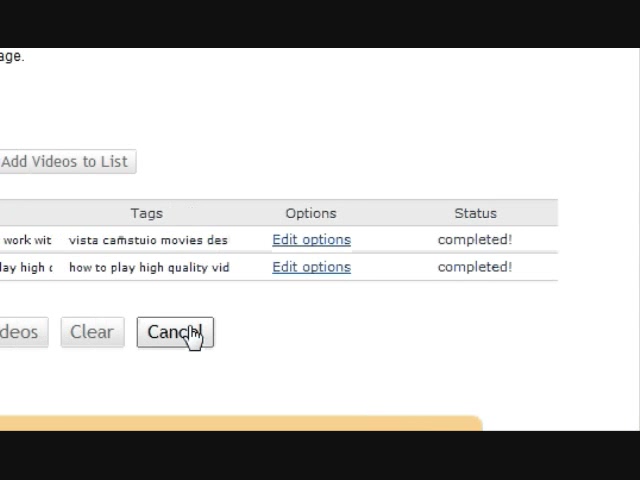 age.
Add Videos to List
Tags Options Status
work wit vista camstuio movies des Edit options completed!
lay high how to play high quality vid Edit options completed!
deos Clear Cancel